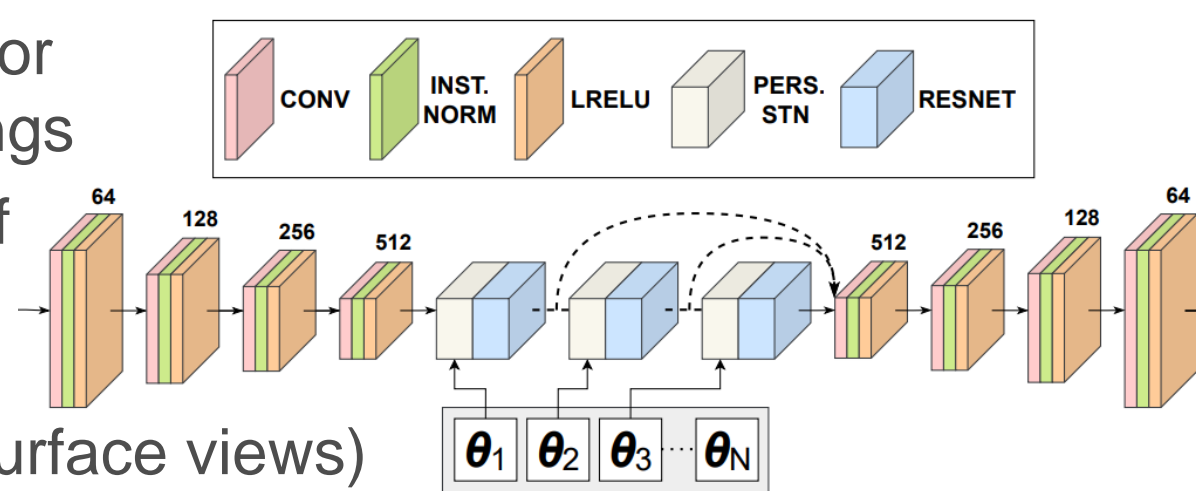 or
ngs
f
urface views)
CONV
INST.
NORM
LRELU
PERS.
STN
RESNET
64
128
256
512
512
256
128
64
θ1 θ2 θ3 ..... θN